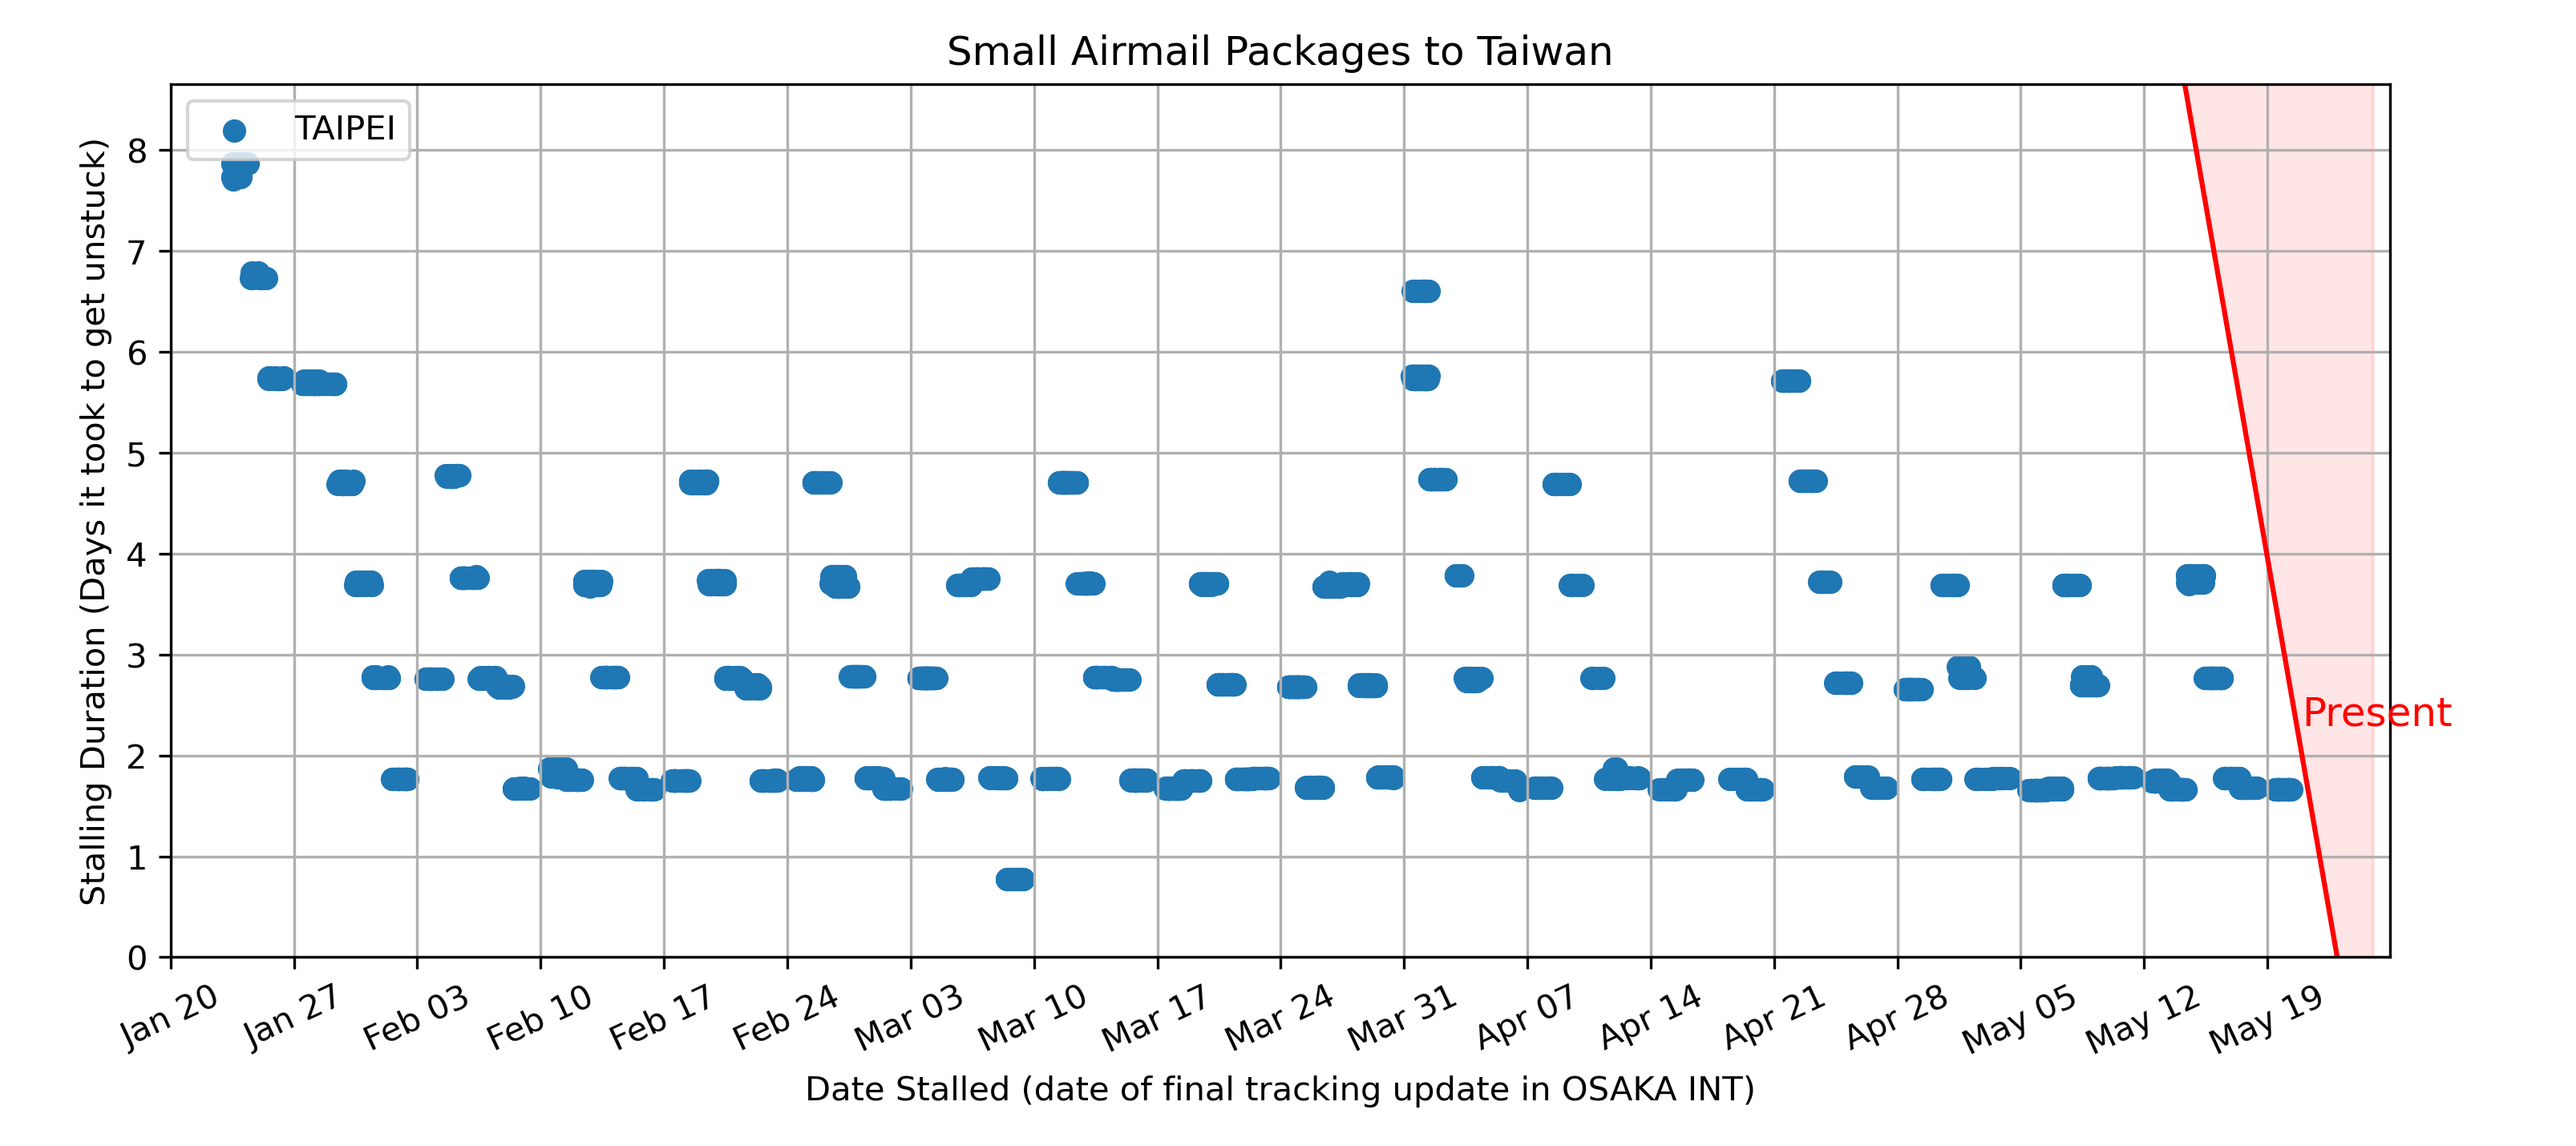 Small Airmail Packages to Taiwan
TAIPEI
Stalling Duration (Days it took to get unstuck)
8
7
6
5
4
3
2
1
0
Present
Jan 20
Jan 27
Feb 03
Feb 10
Feb 17
Feb 24
Mar 03
Mar 10
Mar 17
Mar 24
Mar 31
Apr 07
Apr 14
Apr 21
Apr 28
May 05
May 12
May 19
Date Stalled (date of final tracking update in OSAKA INT)